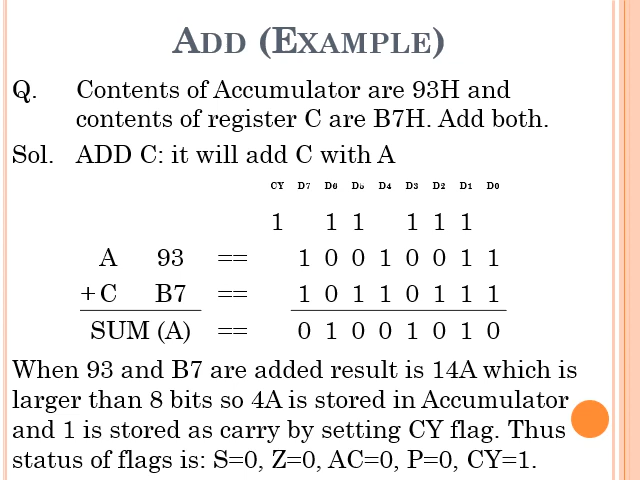 ADD (EXAMPLE)
Q. Contents of Accumulator are 93H and
contents of register C are B7H. Add both.
Sol. ADD C: it will add C with A
CY D7 D6 D5 D4 D3 D2 D1 D0
1 1 1 1 1 1
A 93 == 1 0 0 1 0 0 1 1
+ C B7 == 1 0 1 1 0 1 1 1
SUM (A) == 0 1 0 0 1 0 1 0
When 93 and B7 are added result is 14A which is
larger than 8 bits so 4A is stored in Accumulator
and 1 is stored as carry by setting CY flag. Thus
status of flags is: S=0, Z=0, AC=0, P=0, CY=1.